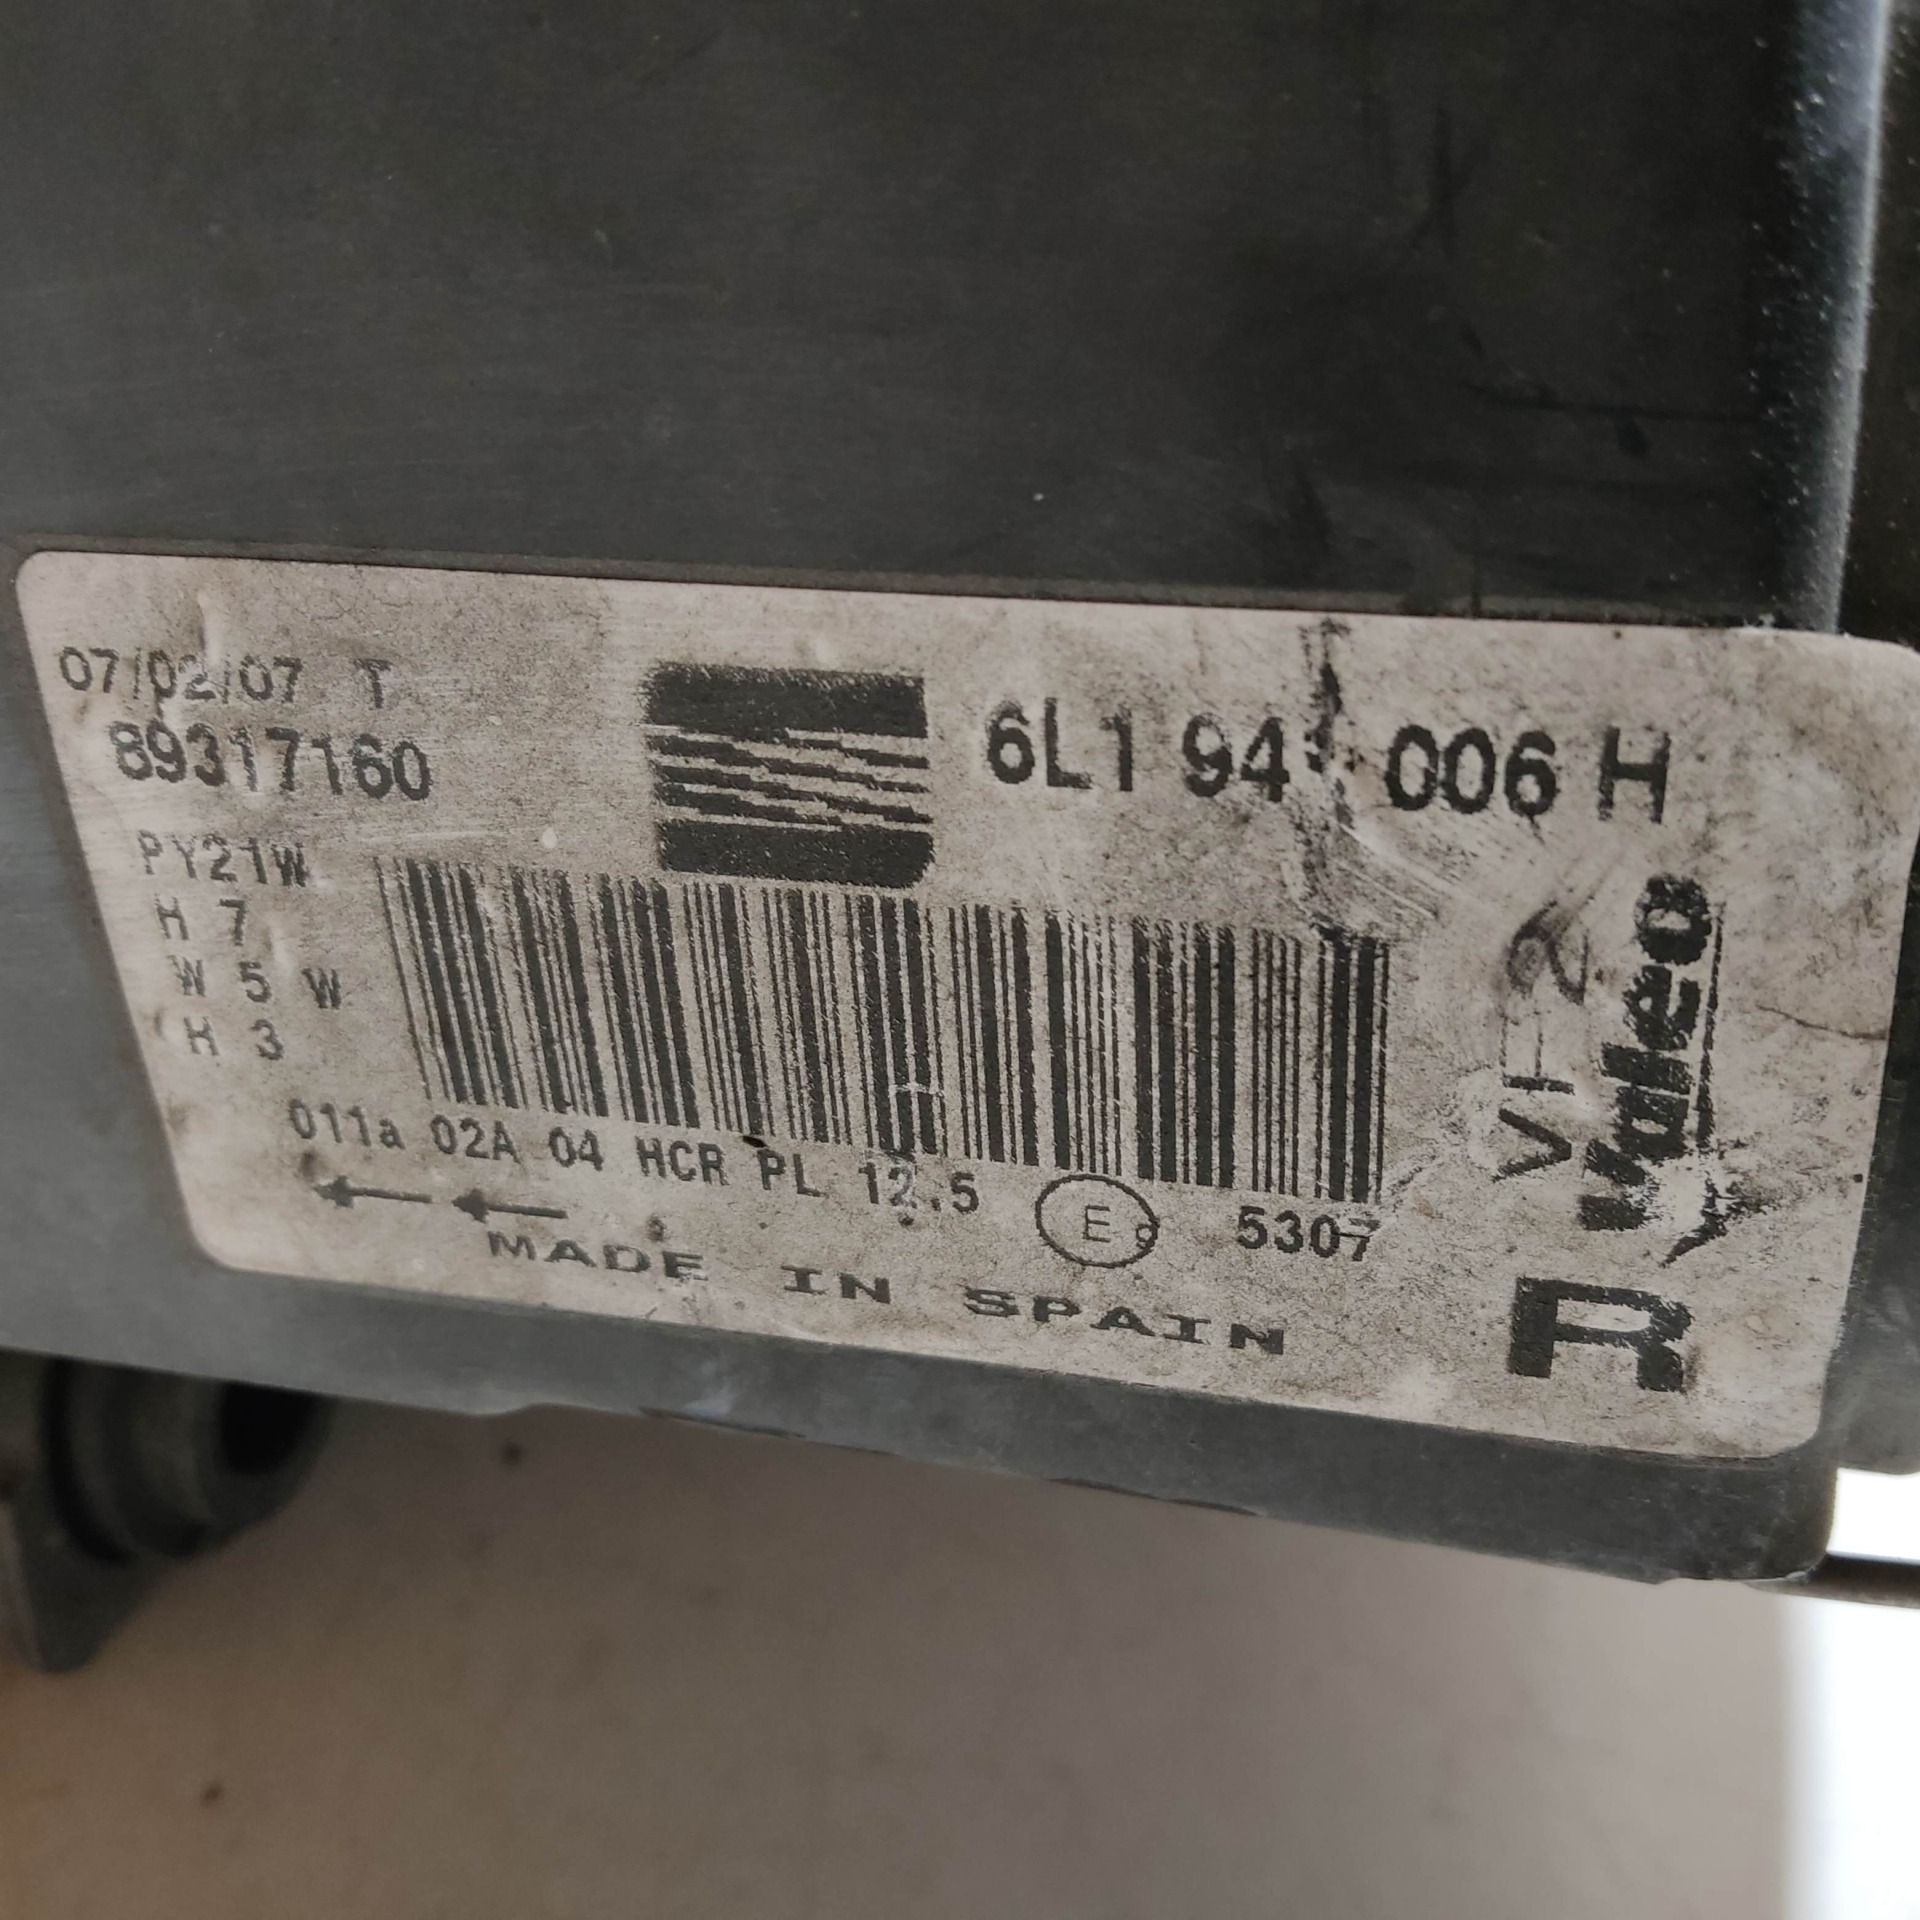 07/02/07 T
89317160
6L1 94 006 H
PY21W
H 7
W 5 W
H 3
011a 02A 04 HCR PL 12.5 E9 5307
MADE IN SPAIN
Valeo
R